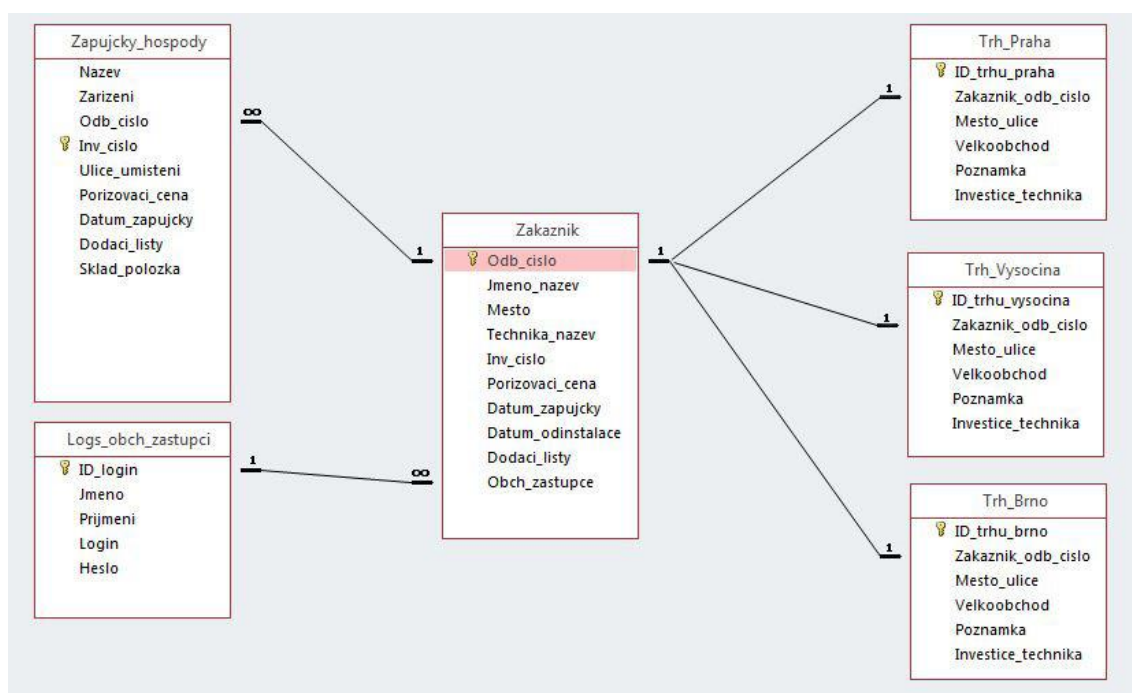 Zapujcky_hospody
Nazev
Zarizeni
Odb_cislo
Inv_cislo
Ulice_umisteni
Porizovaci_cena
Datum_zapujcky
Dodaci_listy
Sklad_polozka
∞
1
Logs_obch_zastupci
ID_login
Jmeno
Prijmeni
Login
Heslo
1
∞
Zakaznik
Odb_cislo
Jmeno_nazev
Mesto
Technika_nazev
Inv_cislo
Porizovaci_cena
Datum_zapujcky
Datum_odinstalace
Dodaci_listy
Obch_zastupce
1
1
Trh_Praha
ID_trhu_praha
Zakaznik_odb_cislo
Mesto_ulice
Velkoobchod
Poznamka
Investice_technika
1
Trh_Vysocina
ID_trhu_vysocina
Zakaznik_odb_cislo
Mesto_ulice
Velkoobchod
Poznamka
Investice_technika
1
Trh_Brno
ID_trhu_brno
Zakaznik_odb_cislo
Mesto_ulice
Velkoobchod
Poznamka
Investice_technika